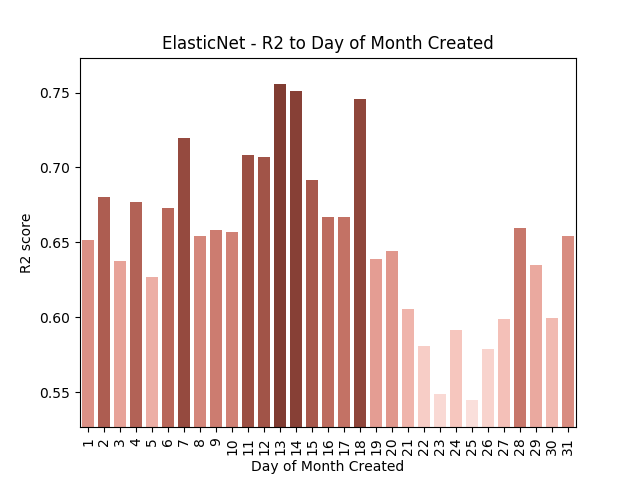 ElasticNet - R2 to Day of Month Created
0.75
0.70
0.65
0.60
0.55
R2 score
1 2 3 4 5 6 7 8 9 10 11 12 13 14 15 16 17 18 19 20 21 22 23 24 25 26 27 28 29 30 31
Day of Month Created